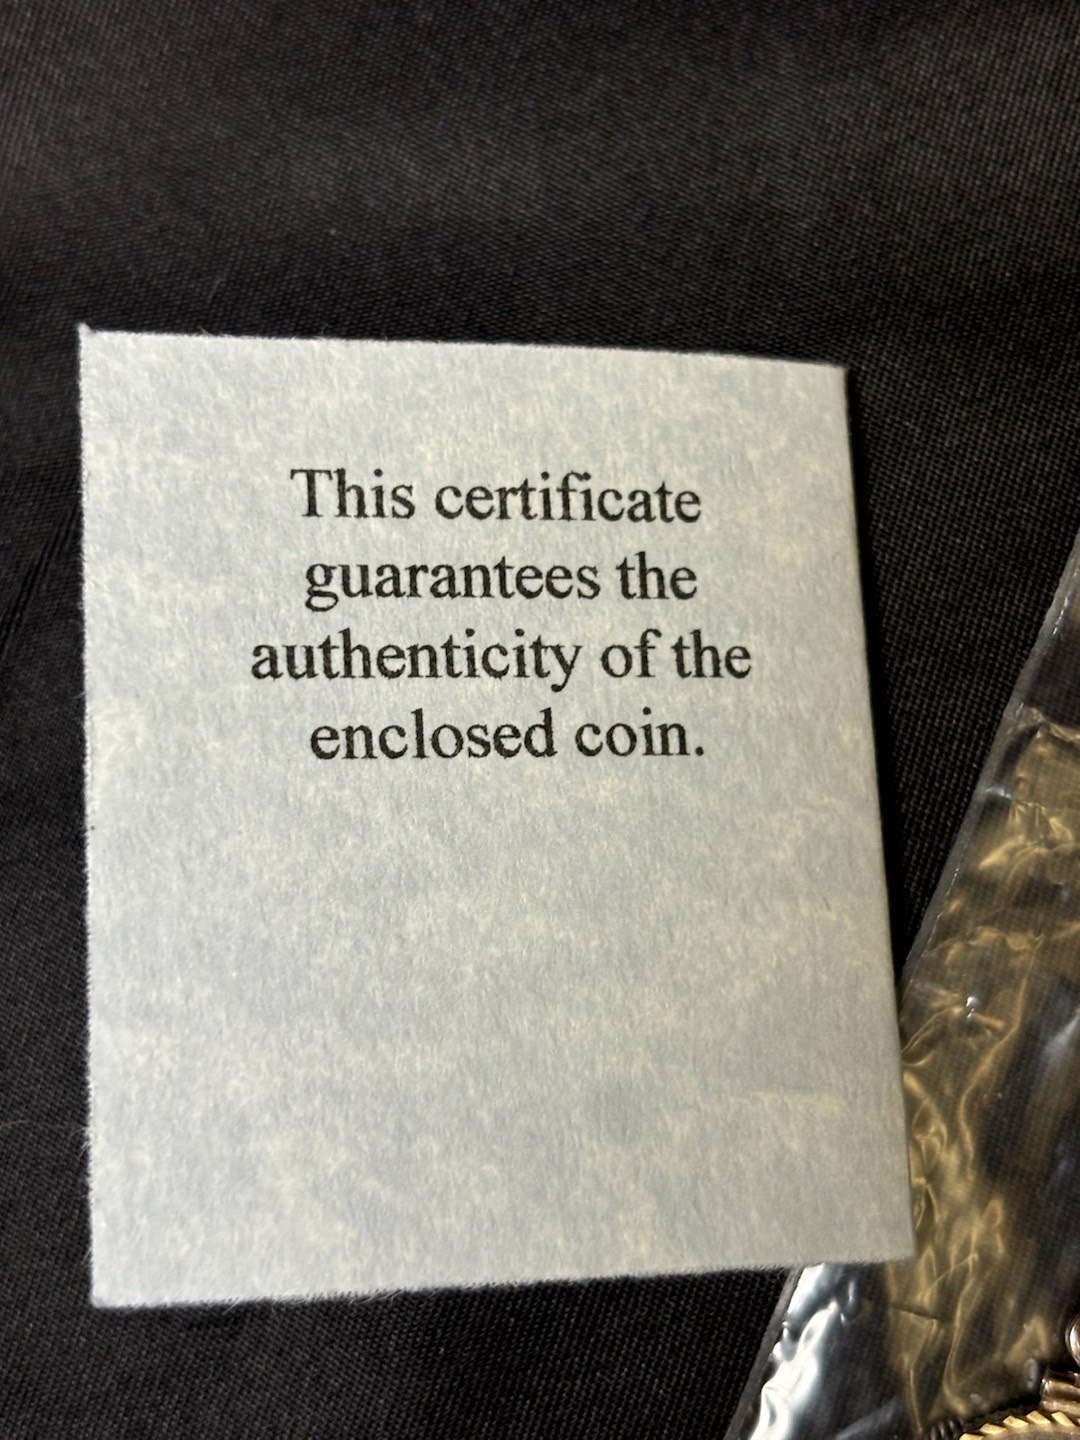 This certificate
guarantees the
authenticity of the
enclosed coin.